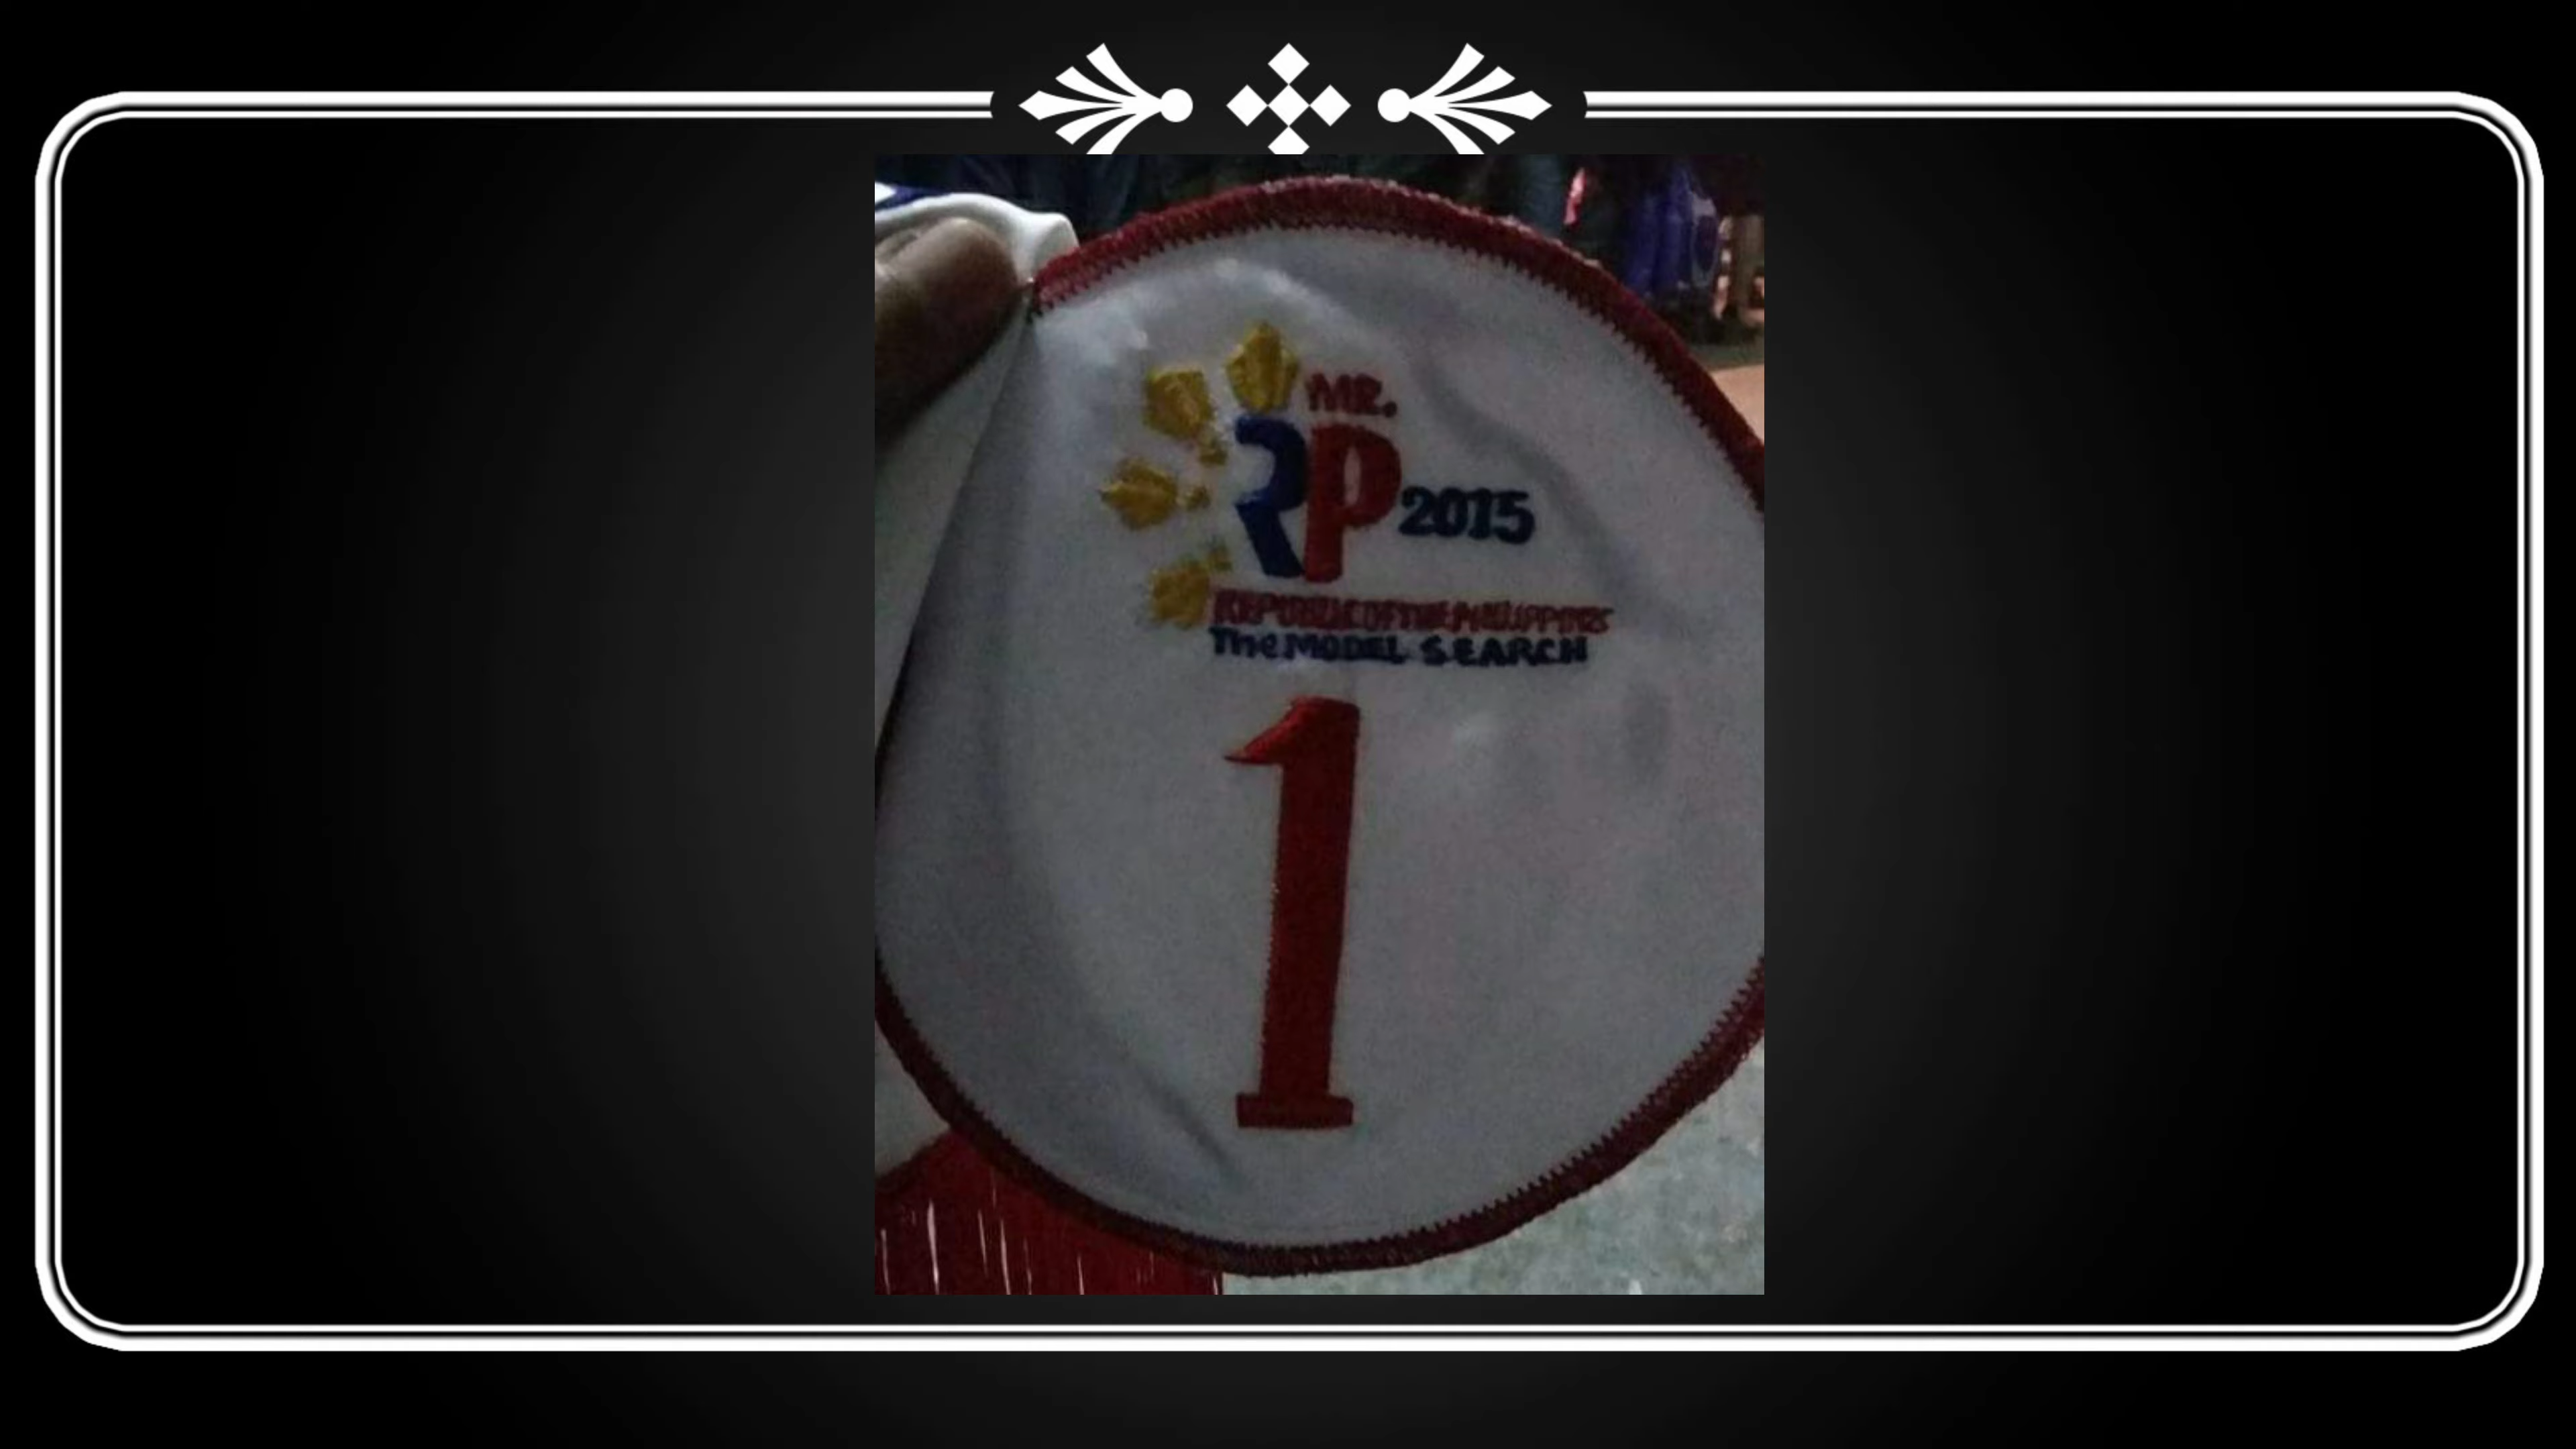 MR.
RP 2015
REPUBLIC OF THE PHILIPPINES
The MODEL SEARCH
1